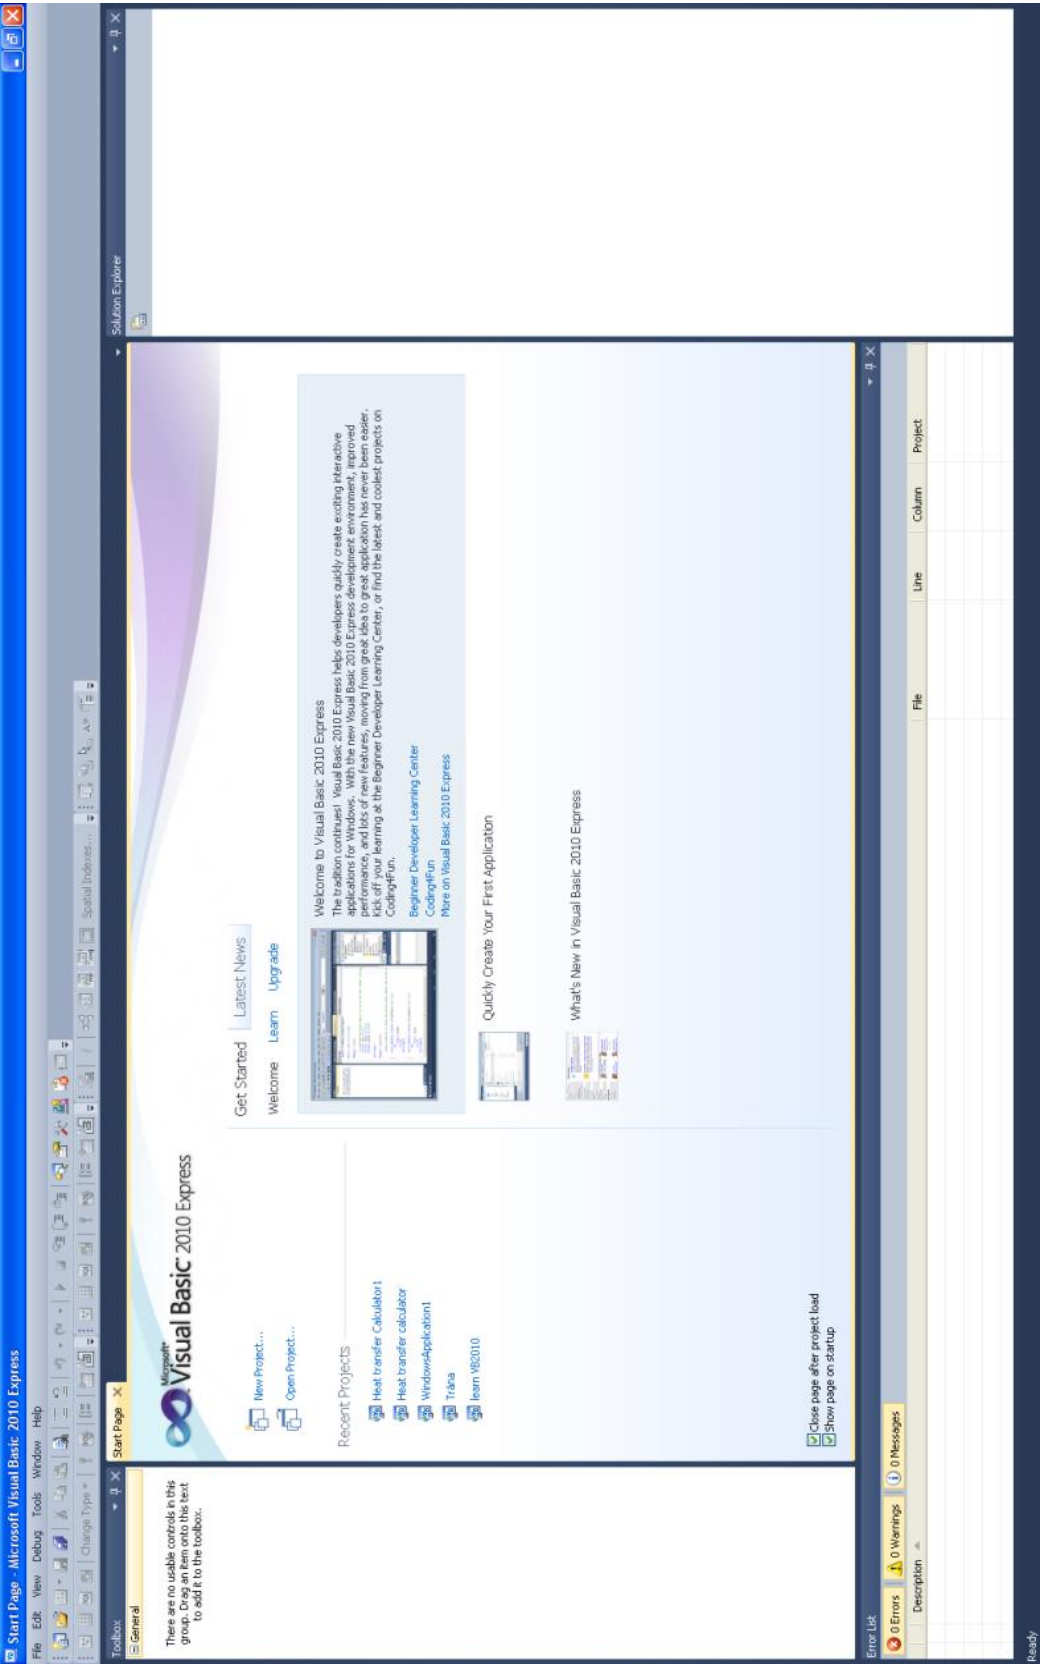 Start Page - Microsoft Visual Basic 2010 Express
File Edit View Debug Tools Window Help
Change Type
Spatial Indexes...
Toolbox
General
There are no usable controls in this
group. Drag an item onto this text
to add it to the toolbox.
Start Page
Microsoft®
Visual Basic® 2010 Express
New Project...
Open Project...
Recent Projects
Heat transfer Calculator1
Heat transfer calculator
WindowsApplication1
Trána
learn VB2010
Close page after project load
Show page on startup
Get Started Latest News
Welcome Learn Upgrade
Welcome to Visual Basic 2010 Express
The tradition continues! Visual Basic 2010 Express helps developers quickly create exciting interactive
applications for Windows. With the new Visual Basic 2010 Express development environment, improved
performance, and lots of new features, moving from great idea to great application has never been easier.
Kick off your learning at the Beginner Developer Learning Center, or find the latest and coolest projects on
Coding4Fun.
Beginner Developer Learning Center
Coding4Fun
More on Visual Basic 2010 Express
Quickly Create Your First Application
What's New in Visual Basic 2010 Express
Solution Explorer
Error List
0 Errors 0 Warnings 0 Messages
Description File Line Column Project
Ready